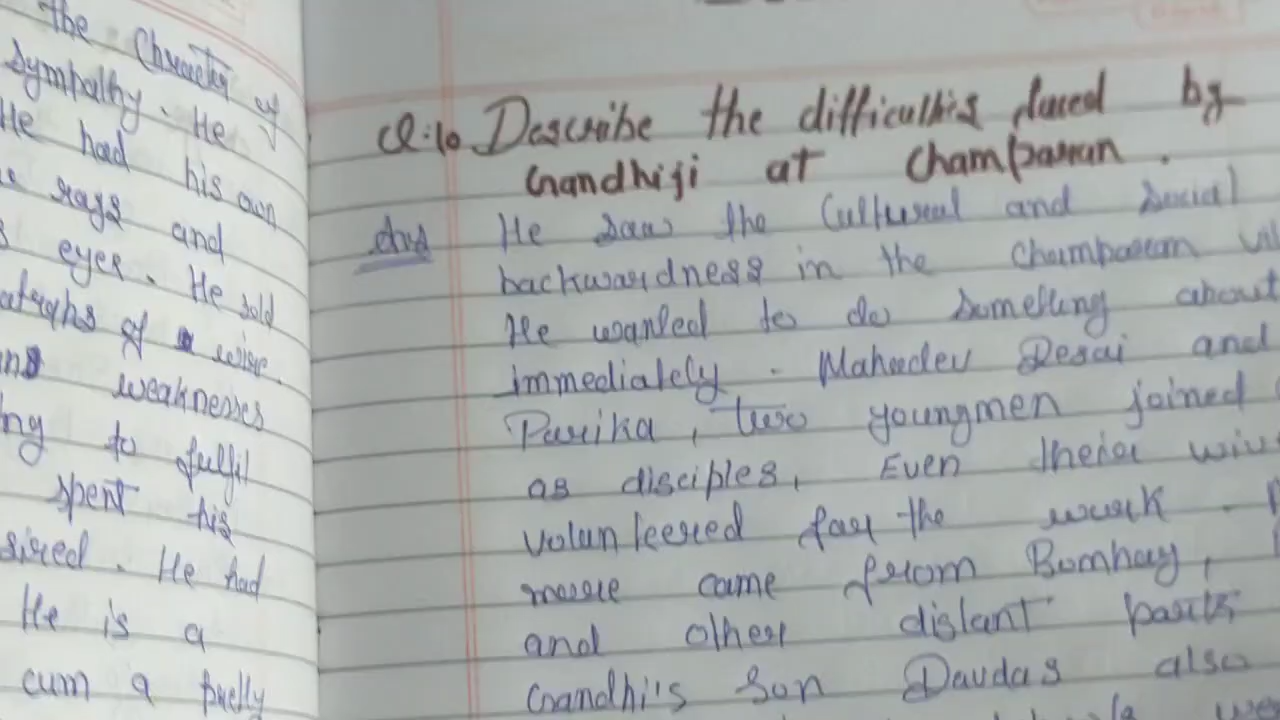 the Character of
sympathy. He
He had his own
rays and
eyes. He sold
of wise.
weaknesses
to fulfil
spent his
He had
He is a
cum a pretty
Q.10 Describe the difficulties faced by
Gandhiji at Champaran.
Ans He saw the Cultural and social
backwardness in the Champaran
He wanted to do something about
immediately. Mahadev Desai and
Parika, two youngmen joined
as disciples, Even their
volunteered for the work.
more came from Bombay,
and other distant parts
Gandhi's Son Davdas also